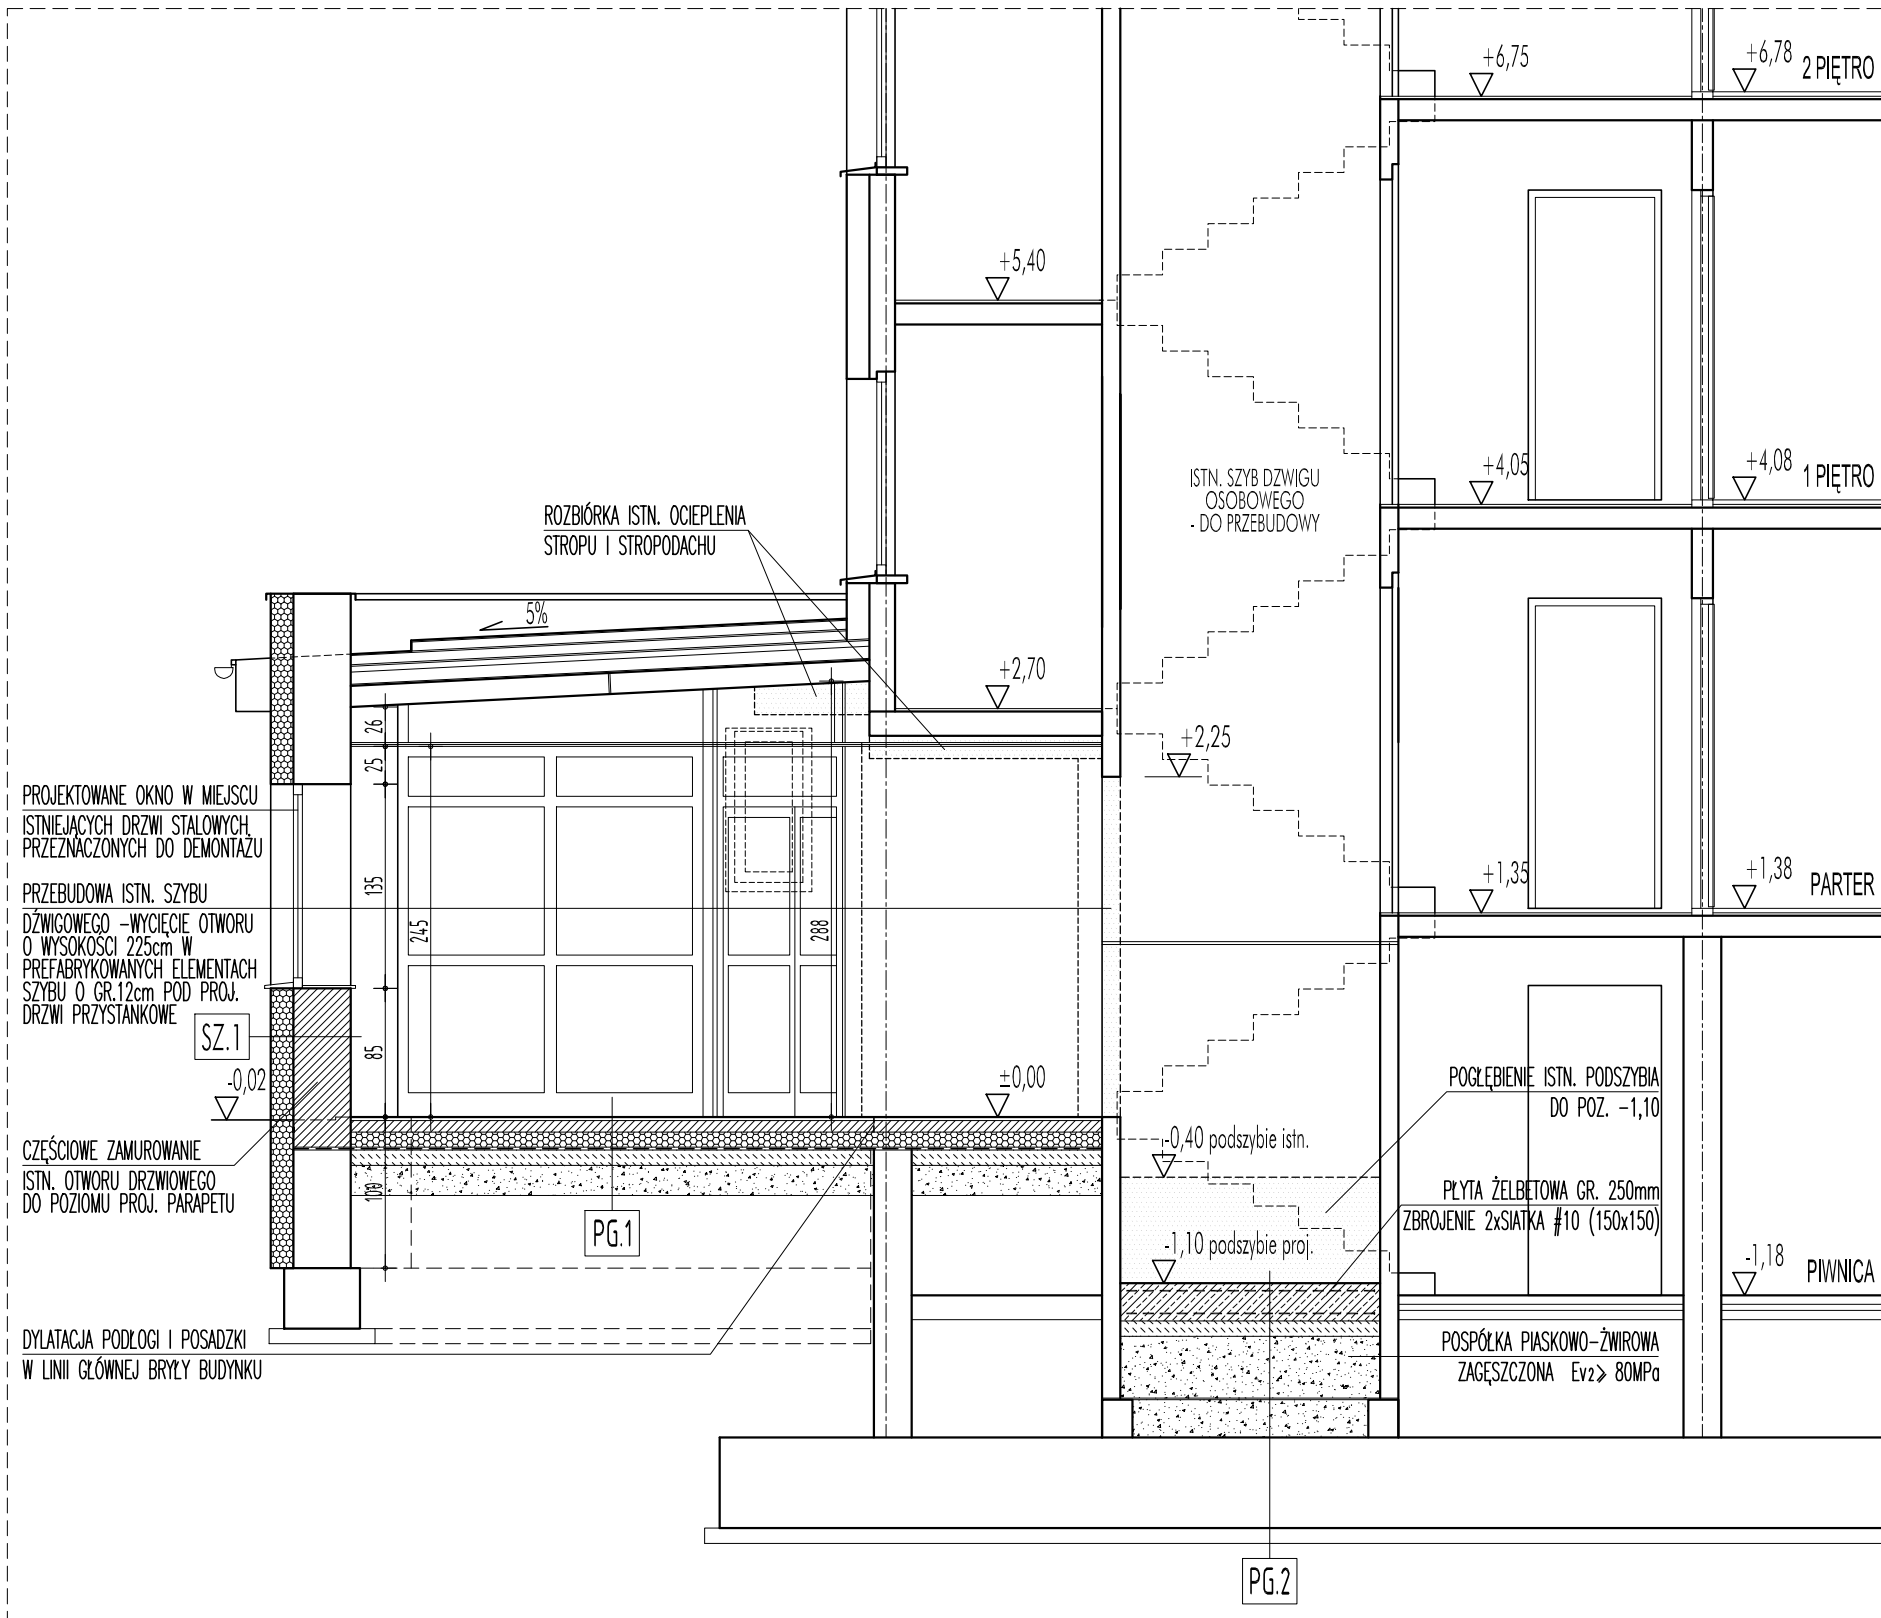 +6,75
+6,78
2 PIĘTRO
+5,40
+4,05
+4,08
1 PIĘTRO
ISTN. SZYB DZWIGU
OSOBOWEGO
- DO PRZEBUDOWY
ROZBIÓRKA ISTN. OCIEPLENIA
STROPU I STROPODACHU
5%
+2,70
+2,25
26
25
135
85
100
245
288
PROJEKTOWANE OKNO W MIEJSCU
ISTNIEJĄCYCH DRZWI STALOWYCH
PRZEZNACZONYCH DO DEMONTAŻU
PRZEBUDOWA ISTN. SZYBU
DŹWIGOWEGO -WYCIĘCIE OTWORU
O WYSOKOŚCI 225cm W
PREFABRYKOWANYCH ELEMENTACH
SZYBU O GR.12cm POD PROJ.
DRZWI PRZYSTANKOWE
+1,35
+1,38
PARTER
SZ.1
-0,02
±0,00
CZĘŚCIOWE ZAMUROWANIE
ISTN. OTWORU DRZWIOWEGO
DO POZIOMU PROJ. PARAPETU
POGŁĘBIENIE ISTN. PODSZYBIA
DO POZ. -1,10
-0,40 podszybie istn.
PŁYTA ŻELBETOWA GR. 250mm
ZBROJENIE 2xSIATKA #10 (150x150)
PG.1
-1,10 podszybie proj.
-1,18
PIWNICA
DYLATACJA PODŁOGI I POSADZKI
W LINII GŁÓWNEJ BRYŁY BUDYNKU
POSPÓŁKA PIASKOWO-ŻWIROWA
ZAGĘSZCZONA Ev2≥ 80MPa
PG.2